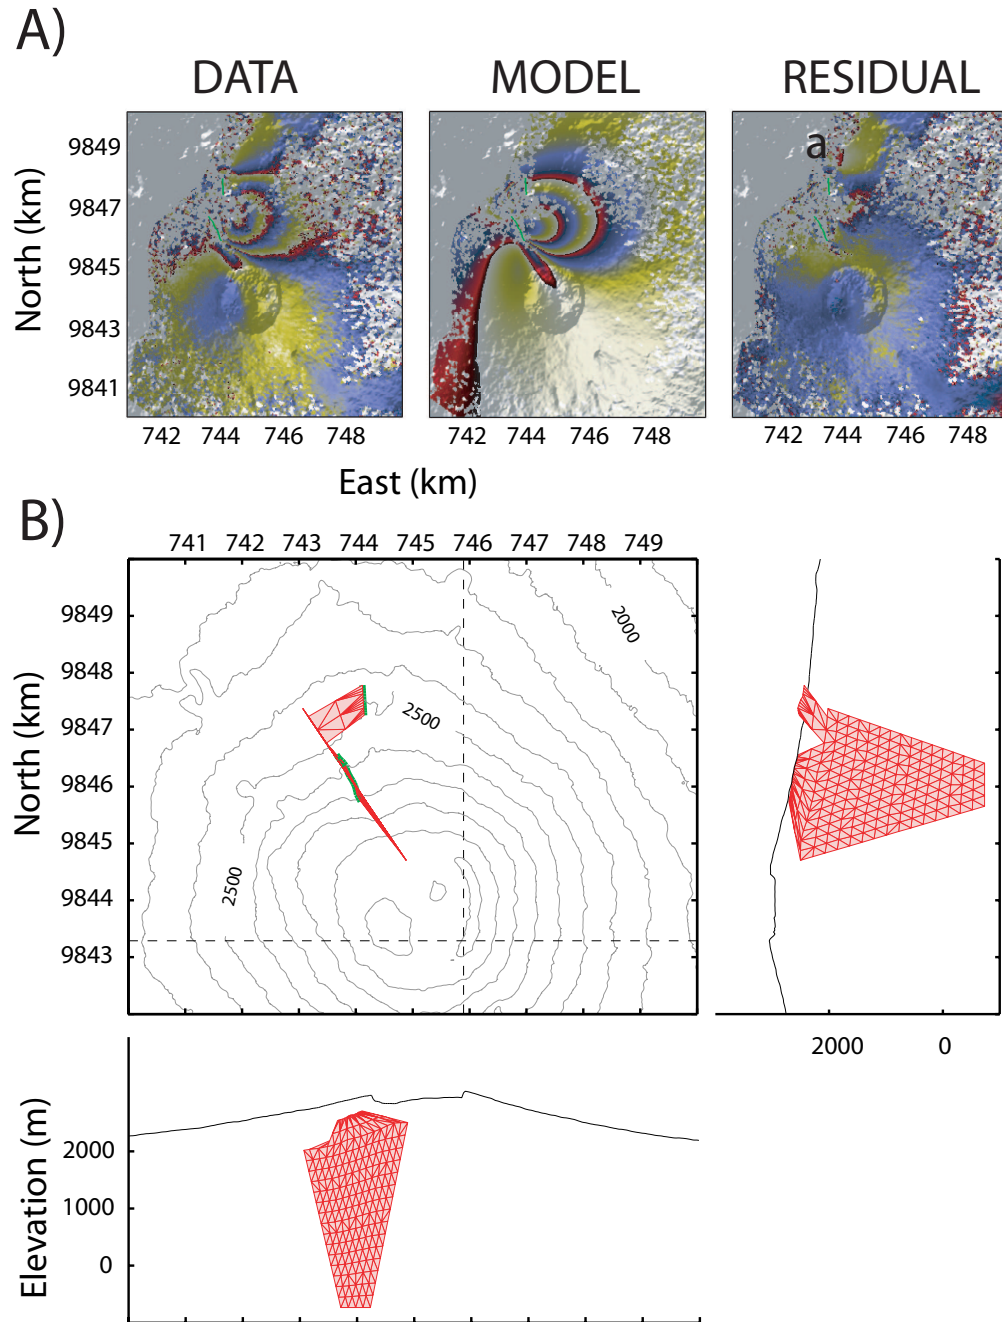 A)
DATA MODEL RESIDUAL
North (km)
9849
9847
9845
9843
9841
a
742 744 746 748 742 744 746 748 742 744 746 748
East (km)
B)
741 742 743 744 745 746 747 748 749
North (km)
9849
9848
9847
9846
9845
9844
9843
2000
2500
2500
2000 0
Elevation (m)
2000
1000
0